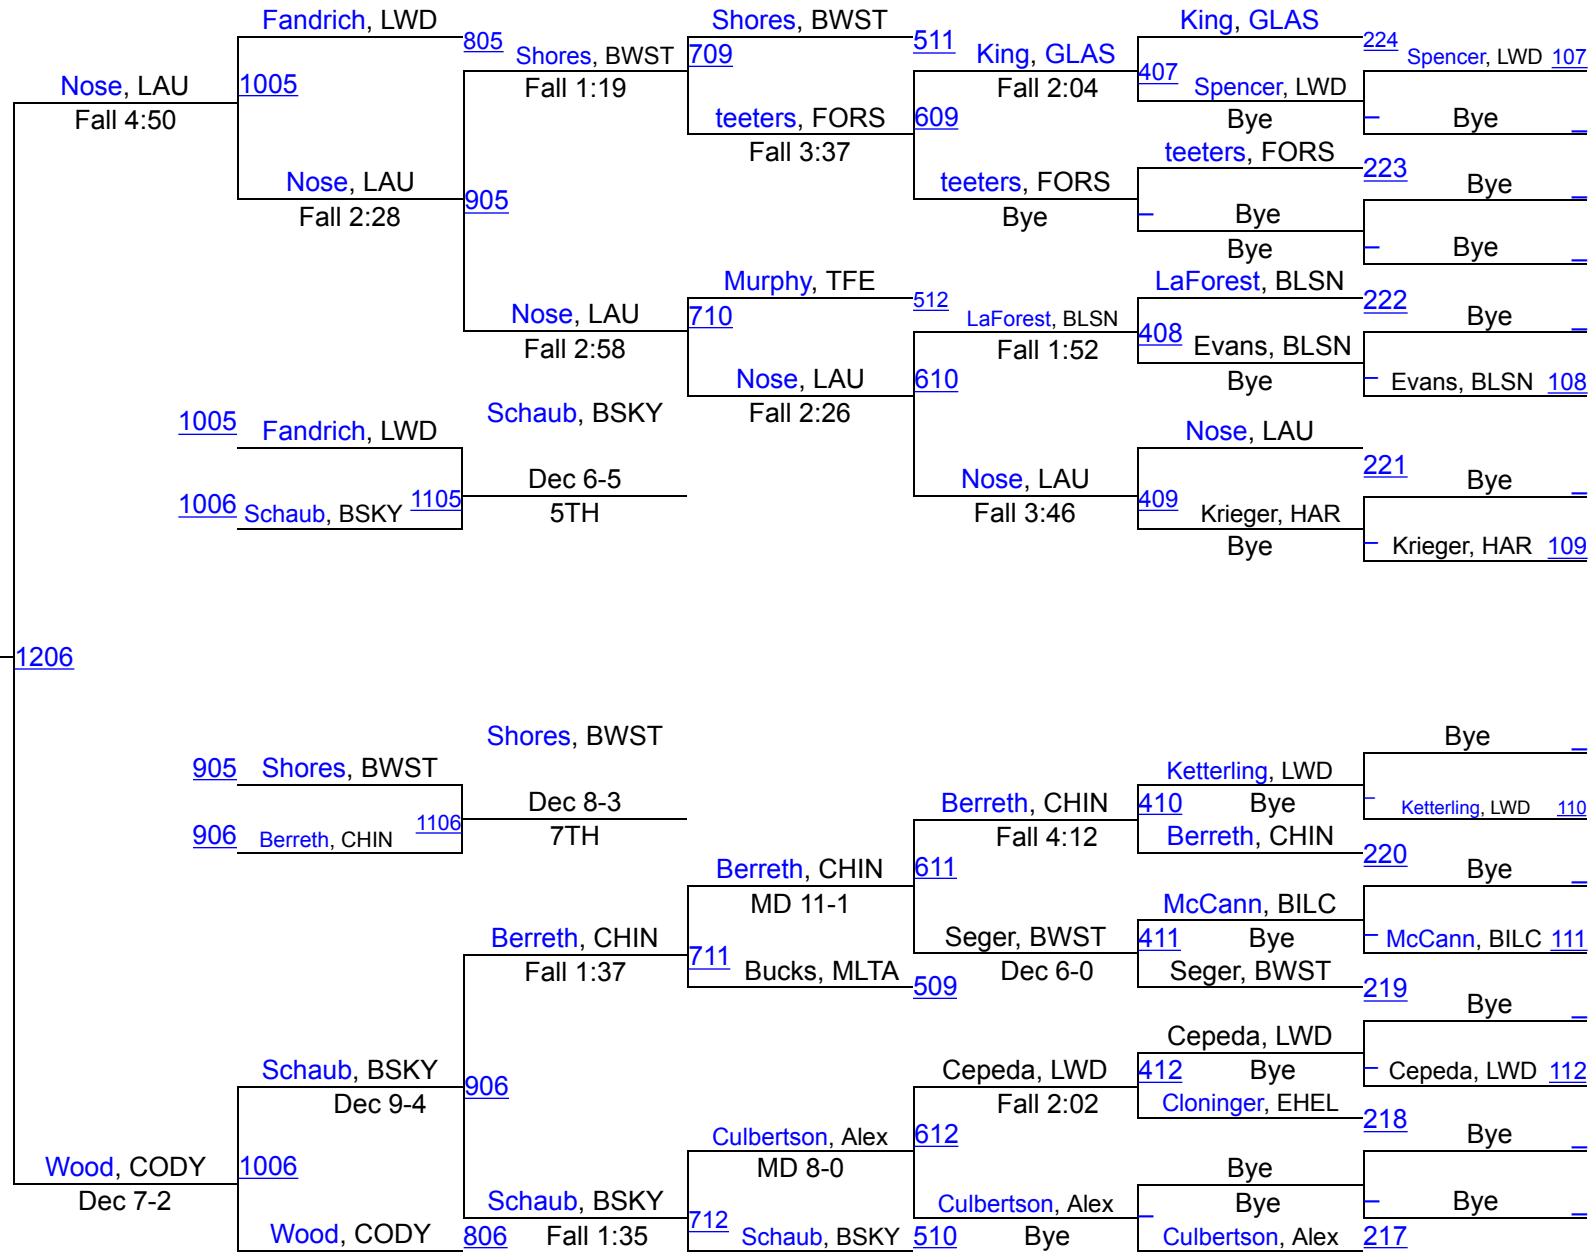 Fandrich, LWD
Shores, BWST
King, GLAS
805
Shores, BWST
709
511
King, GLAS
224
Spencer, LWD 107
Nose, LAU
1005
Fall 1:19
Fall 2:04
407
Spencer, LWD
Fall 4:50
teeters, FORS
609
Bye
Bye
Fall 3:37
teeters, FORS
223
Nose, LAU
905
teeters, FORS
Bye
Fall 2:28
Bye
Bye
Bye
Bye
Murphy, TFE
LaForest, BLSN
512
222
Nose, LAU
710
LaForest, BLSN
Bye
Fall 2:58
Fall 1:52
408
Evans, BLSN
Nose, LAU
610
Bye
Evans, BLSN 108
1005
Fandrich, LWD
Schaub, BSKY
Fall 2:26
Nose, LAU
221
Dec 6-5
Nose, LAU
Bye
1006
Schaub, BSKY
1105
5TH
Fall 3:46
409
Krieger, HAR
Bye
Krieger, HAR 109
1206
Shores, BWST
Bye
905
Shores, BWST
Ketterling, LWD
Dec 8-3
Berreth, CHIN
410
Bye
Ketterling, LWD 110
906
Berreth, CHIN
1106
7TH
Fall 4:12
Berreth, CHIN
220
Berreth, CHIN
611
Bye
MD 11-1
McCann, BILC
Berreth, CHIN
Seger, BWST
411
Bye
McCann, BILC 111
Fall 1:37
711
Bucks, MLTA
509
Dec 6-0
Seger, BWST
219
Bye
Cepeda, LWD
Schaub, BSKY
906
Cepeda, LWD
412
Bye
Cepeda, LWD 112
Dec 9-4
Fall 2:02
Cloninger, EHEL
218
Culbertson, Alex
612
Bye
Wood, CODY
1006
MD 8-0
Bye
Dec 7-2
Schaub, BSKY
Culbertson, Alex
Bye
Bye
Wood, CODY
806
Fall 1:35
712
Schaub, BSKY
510
Bye
Culbertson, Alex
217